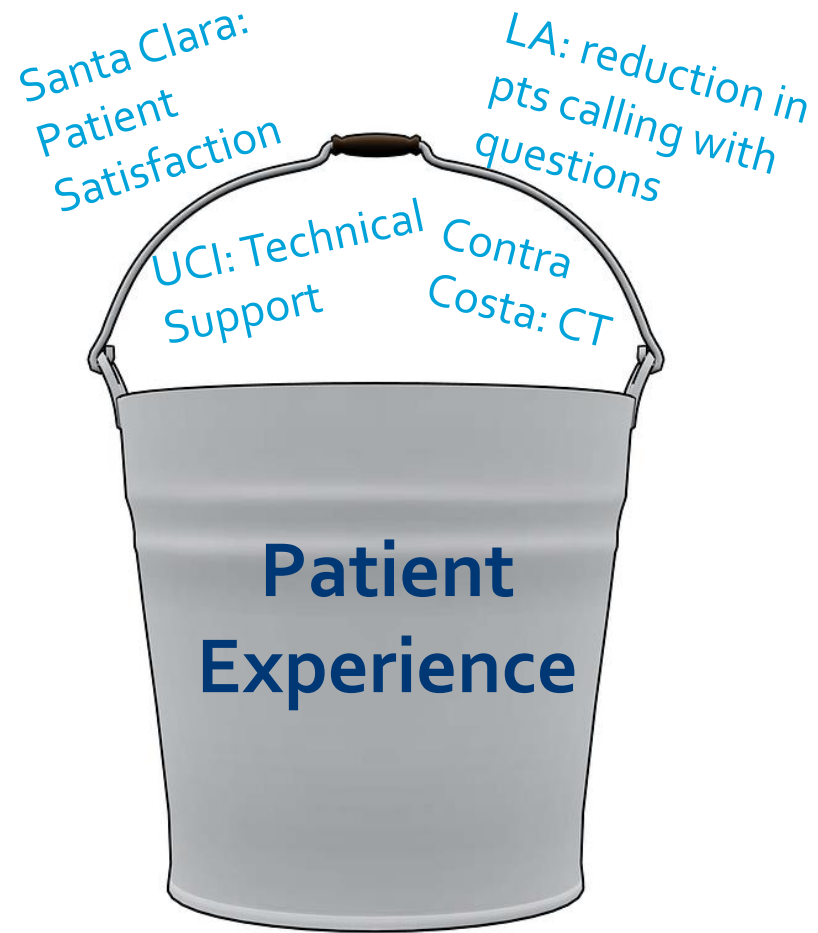 Santa Clara:
Patient
Satisfaction
LA: reduction in
pts calling with
questions
UCI: Technical
Support
Contra
Costa: CT
Patient
Experience